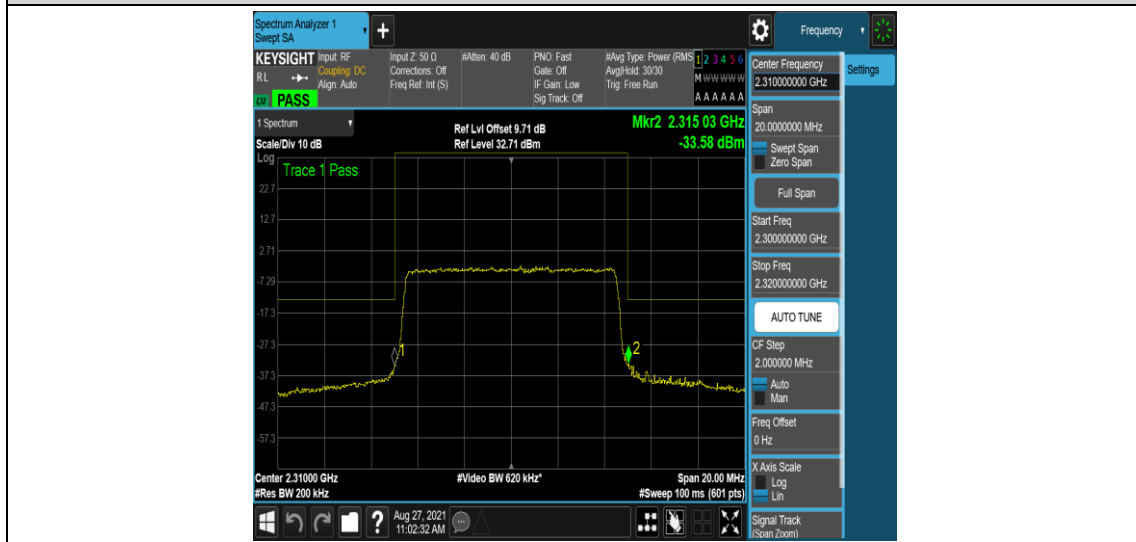 Spectrum Analyzer 1
Swept SA
+
Frequency
KEYSIGHT
RL
LXI
PASS
Input: RF
Coupling: DC
Align: Auto
Input Z: 50 Ω
Corrections: Off
Freq Ref: Int (S)
#Atten: 40 dB
PNO: Fast
Gate: Off
IF Gain: Low
Sig Track: Off
#Avg Type: Power (RMS
Avg|Hold: 30/30
Trig: Free Run
1 2 3 4 5 6
M W W W W W
A A A A A A
1 Spectrum
Scale/Div 10 dB
Ref Lvl Offset 9.71 dB
Ref Level 32.71 dBm
Mkr2 2.315 03 GHz
-33.58 dBm
Log
Trace 1 Pass
22.7
12.7
2.71
-7.29
-17.3
-27.3
-37.3
-47.3
-57.3
1
2
Center 2.31000 GHz
#Res BW 200 kHz
#Video BW 620 kHz*
Span 20.00 MHz
#Sweep 100 ms (601 pts)
?
Aug 27, 2021
11:02:32 AM
Center Frequency
2.310000000 GHz
Settings
Span
20.0000000 MHz
Swept Span
Zero Span
Full Span
Start Freq
2.300000000 GHz
Stop Freq
2.320000000 GHz
AUTO TUNE
CF Step
2.000000 MHz
Auto
Man
Freq Offset
0 Hz
X Axis Scale
Log
Lin
Signal Track
(Span Zoom)